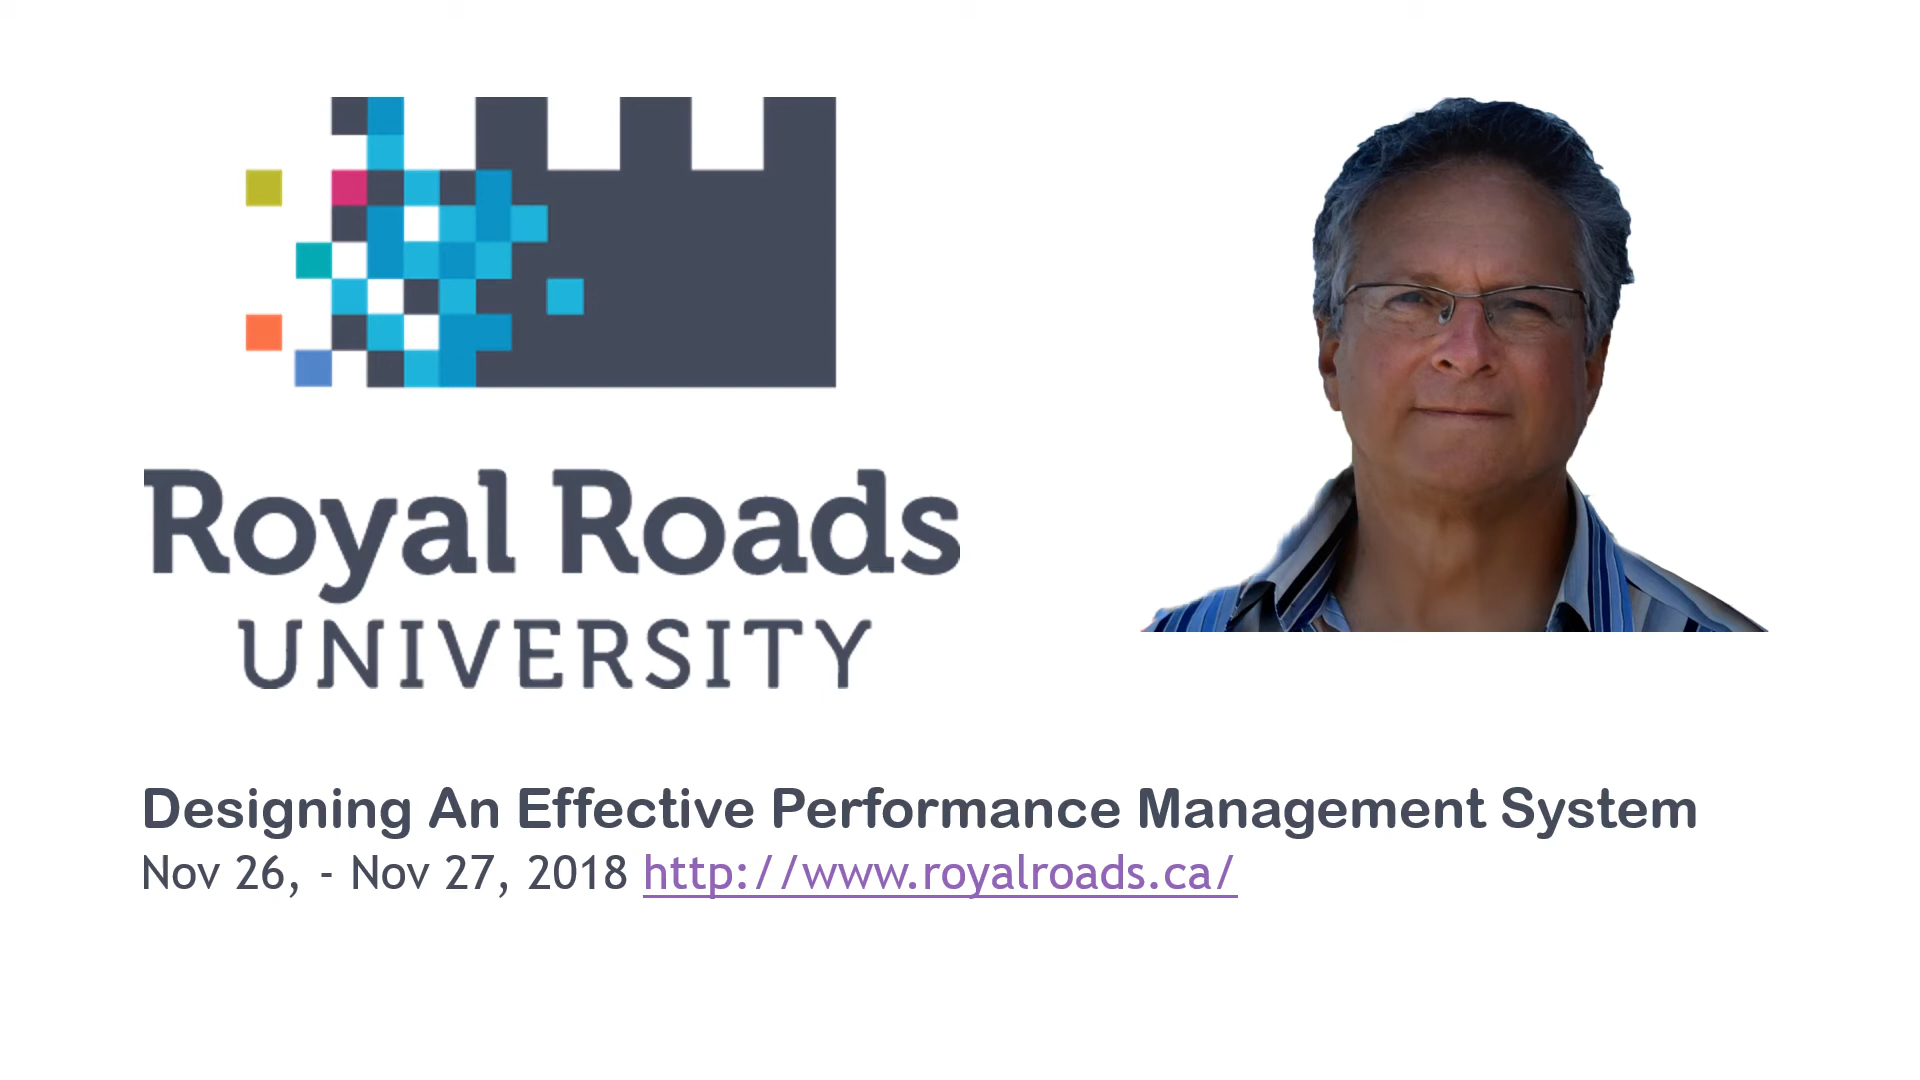 Royal Roads
UNIVERSITY
Designing An Effective Performance Management System
Nov 26, - Nov 27, 2018 http://www.royalroads.ca/